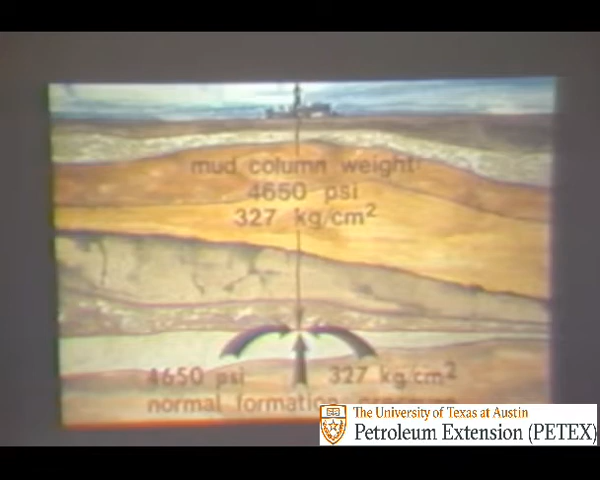 mud column weight:
4650 psi
327 kg/cm²
4650 psi 327 kg/cm²
normal formation pressure
The University of Texas at Austin
Petroleum Extension (PETEX)